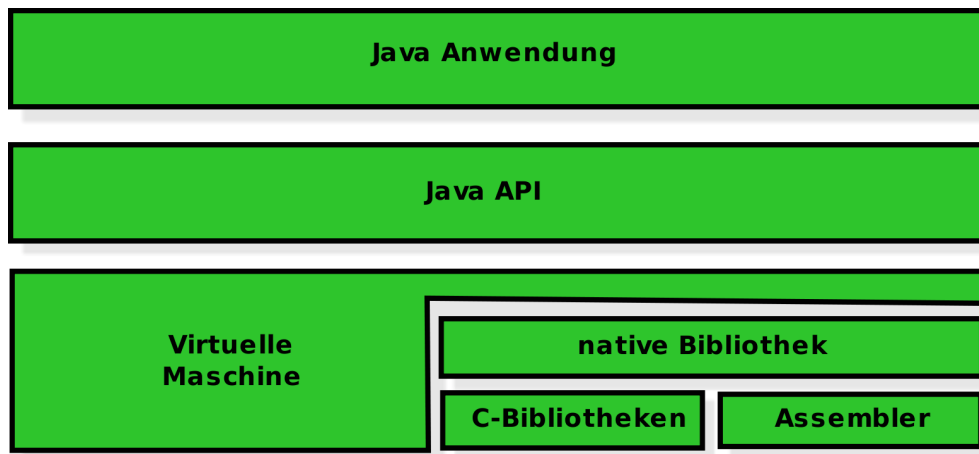 Java Anwendung
Java API
Virtuelle
Maschine
native Bibliothek
C-Bibliotheken
Assembler